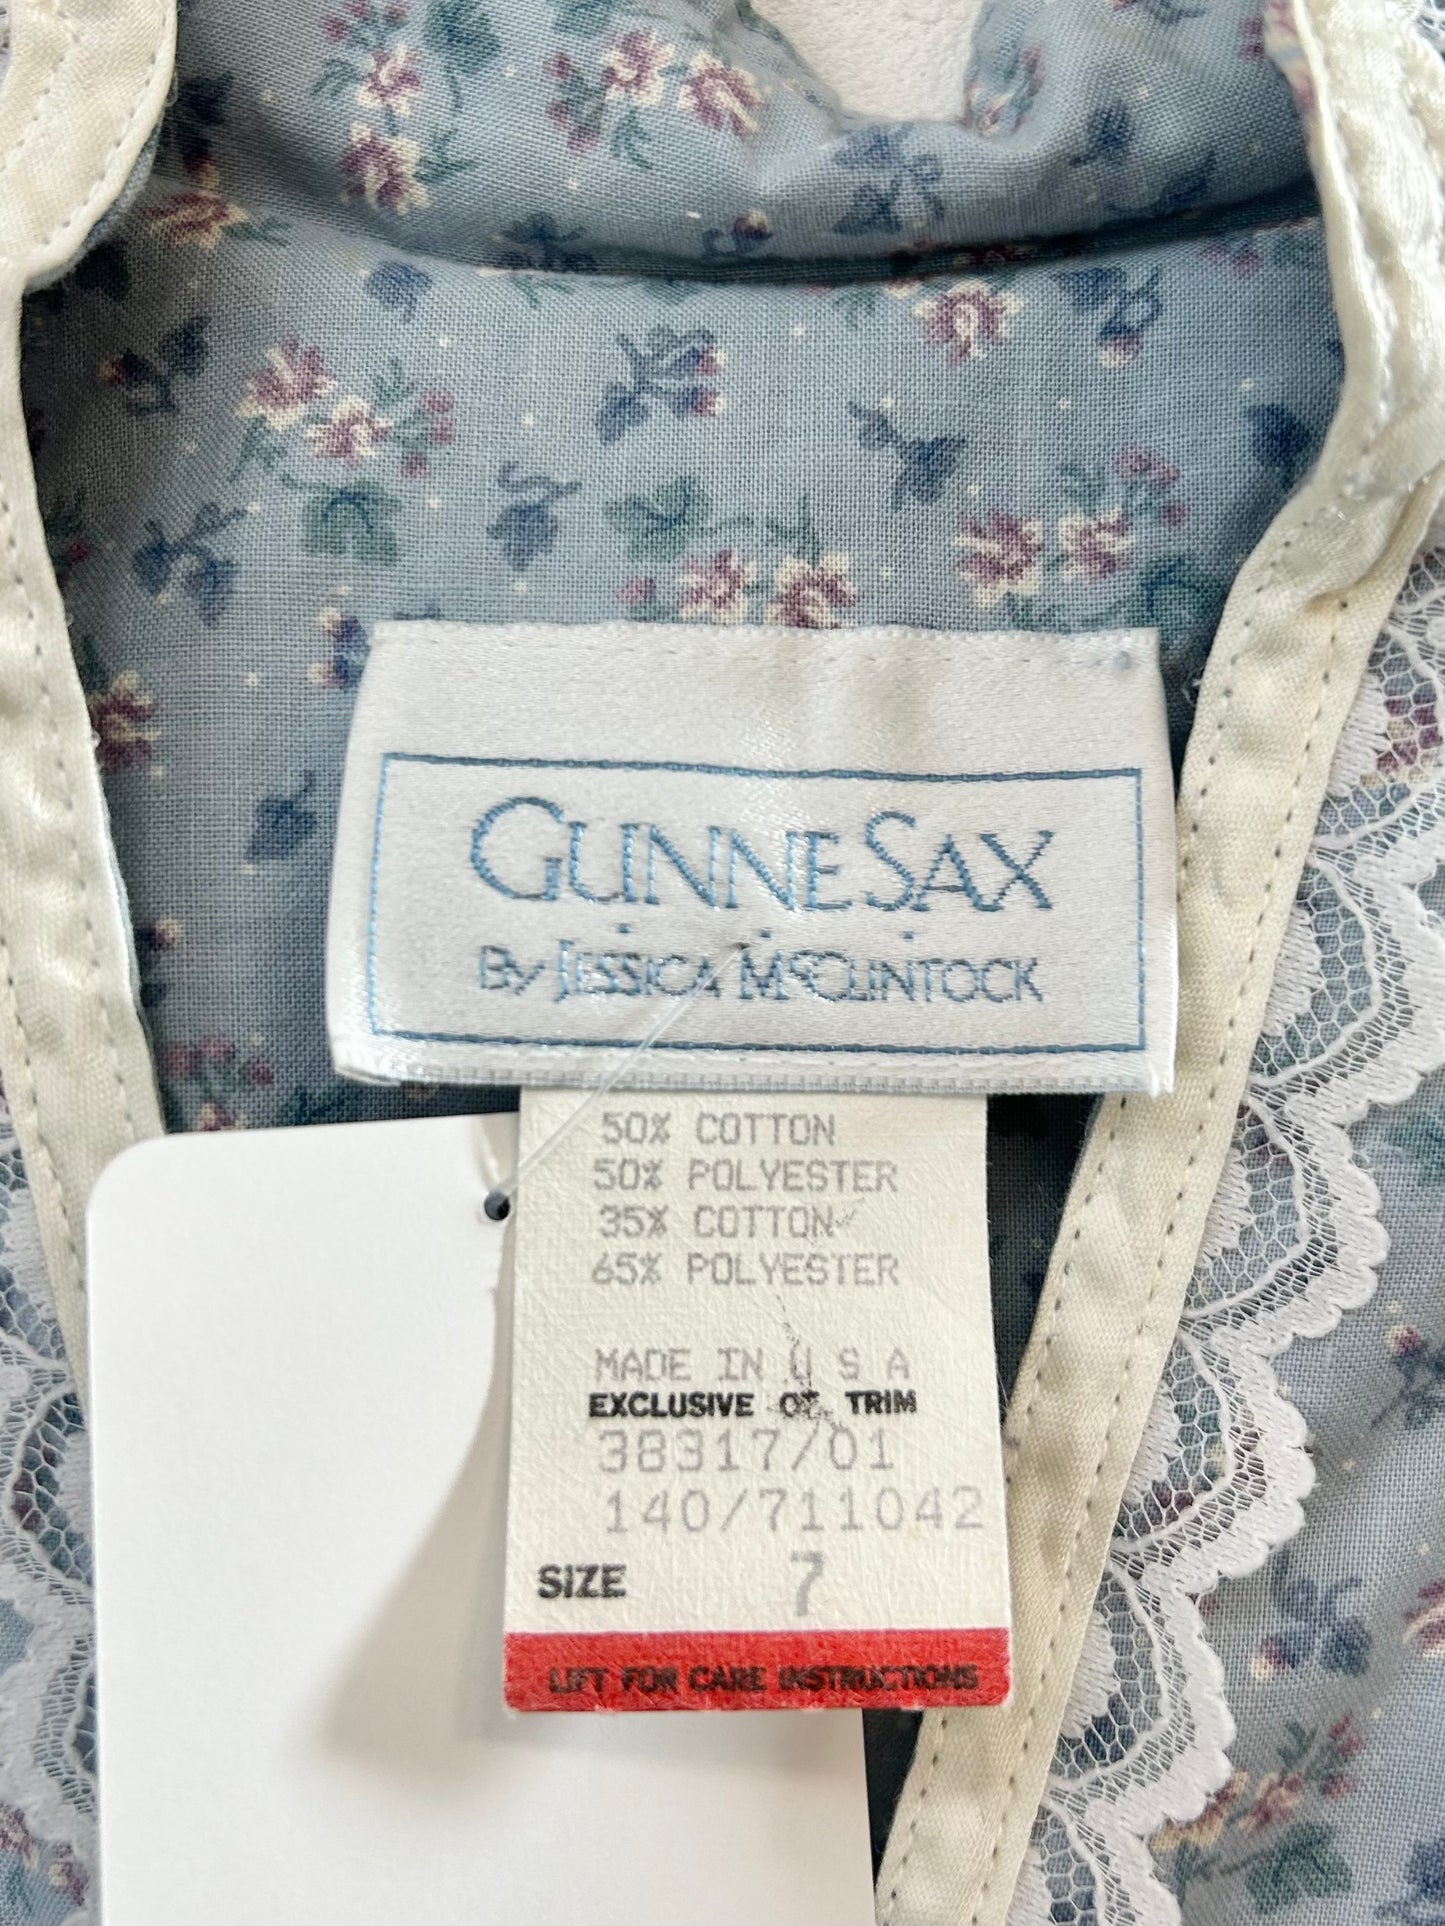 GUNNE SAX
BY JESSICA McCLINTOCK
50% COTTON
50% POLYESTER
35% COTTON
65% POLYESTER
MADE IN U S A
EXCLUSIVE OF TRIM
38317/01
140/711042
SIZE 7
LIFT FOR CARE INSTRUCTIONS